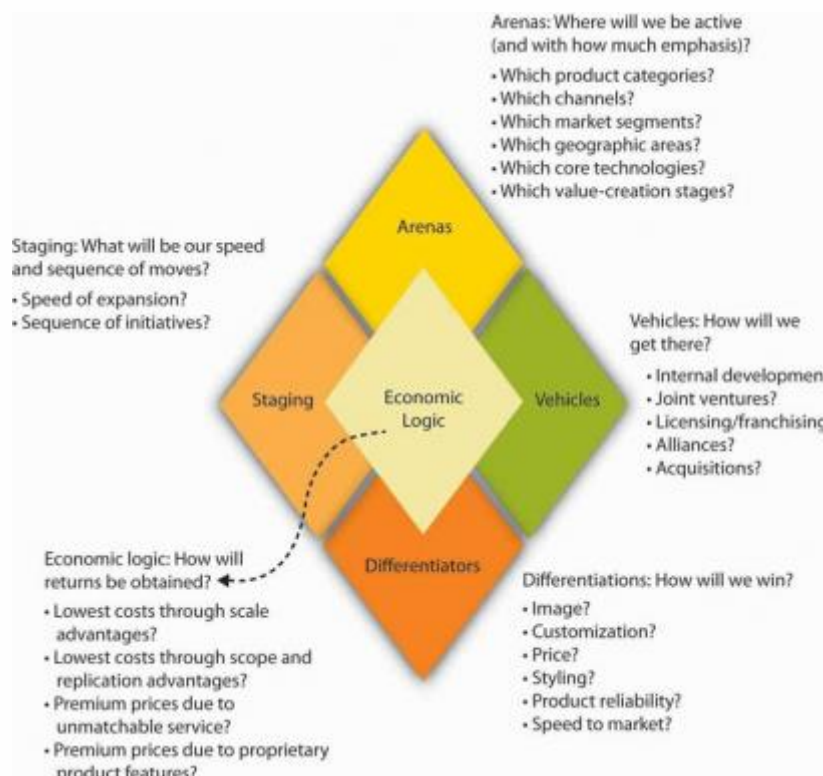 Arenas: Where will we be active
(and with how much emphasis)?
• Which product categories?
• Which channels?
• Which market segments?
• Which geographic areas?
• Which core technologies?
• Which value-creation stages?
Arenas
Staging: What will be our speed
and sequence of moves?
• Speed of expansion?
• Sequence of initiatives?
Vehicles: How will we
get there?
• Internal developmen
• Joint ventures?
• Licensing/franchising
• Alliances?
• Acquisitions?
Staging
Economic
Logic
Vehicles
Differentiators
Economic logic: How will
returns be obtained?
• Lowest costs through scale
advantages?
• Lowest costs through scope and
replication advantages?
• Premium prices due to
unmatchable service?
• Premium prices due to proprietary
product features?
Differentiations: How will we win?
• Image?
• Customization?
• Price?
• Styling?
• Product reliability?
• Speed to market?